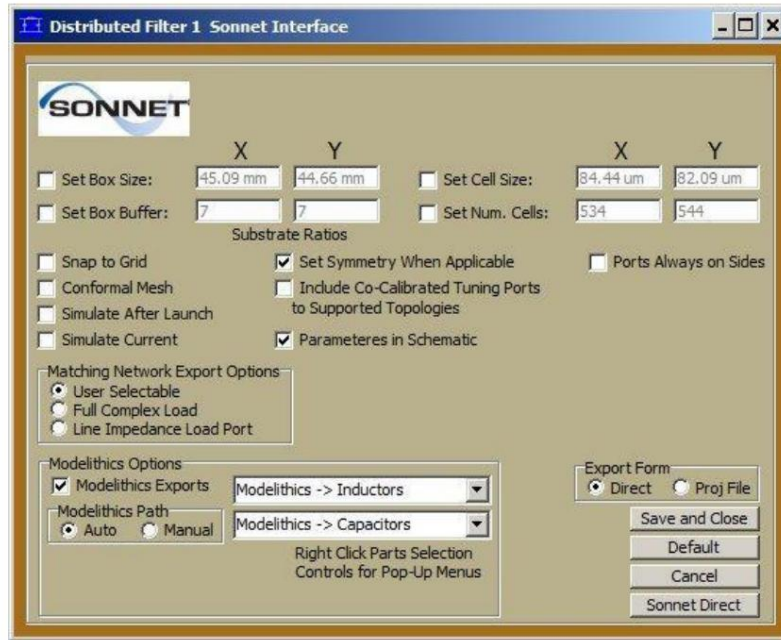 Distributed Filter 1 Sonnet Interface
SONNET
X Y X Y
Set Box Size: 45.09 mm 44.66 mm Set Cell Size: 84.44 um 82.09 um
Set Box Buffer: 7 7 Set Num. Cells: 534 544
Substrate Ratios
Snap to Grid Set Symmetry When Applicable Ports Always on Sides
Conformal Mesh Include Co-Calibrated Tuning Ports
to Supported Topologies
Simulate After Launch
Simulate Current Parameteres in Schematic
Matching Network Export Options
User Selectable
Full Complex Load
Line Impedance Load Port
Modelithics Options
Modelithics Exports Modelithics -> Inductors
Modelithics Path
Auto Manual Modelithics -> Capacitors
Right Click Parts Selection
Controls for Pop-Up Menus
Export Form
Direct Proj File
Save and Close
Default
Cancel
Sonnet Direct